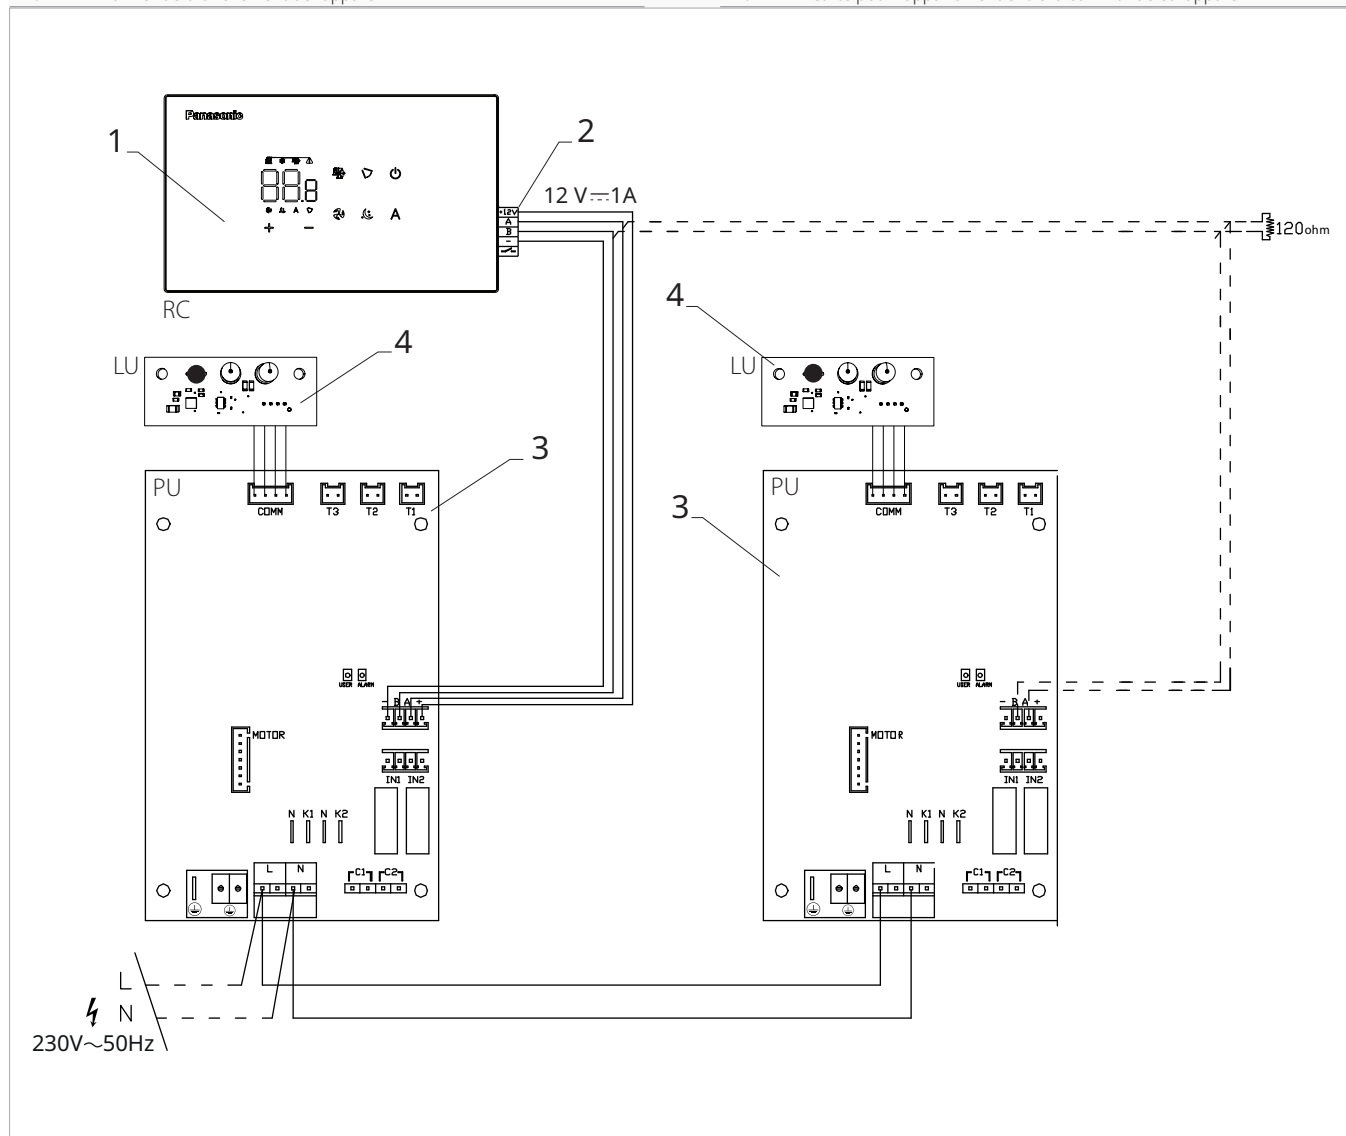 Panasonic
1
2
12 V⎓1A
+12V
A
B
-
A
120ohm
RC
4
4
LU
LU
3
PU
COMM
T3
T2
T1
PU
COMM
T3
T2
T1
3
USER
ALARM
USER
ALARM
- B A +
- B A +
MOTOR
MOTOR
IN1 IN2
IN1 IN2
N K1 N K2
N K1 N K2
L N
C1 C2
L N
C1 C2
L
N
230V~50Hz